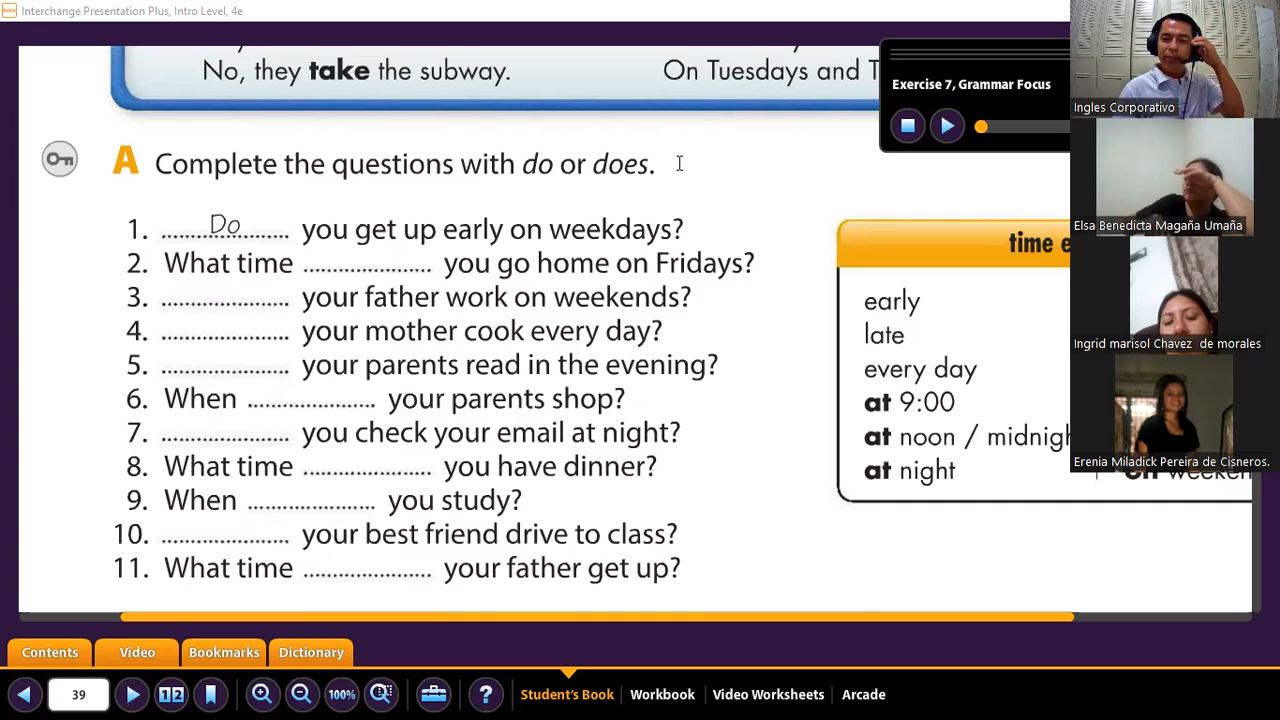 Interchange Presentation Plus, Intro Level, 4e
No, they take the subway.
On Tuesdays and T
Exercise 7, Grammar Focus
A Complete the questions with do or does.
1. Do you get up early on weekdays?
2. What time .................... you go home on Fridays?
3. .................... your father work on weekends?
4. .................... your mother cook every day?
5. .................... your parents read in the evening?
6. When .................... your parents shop?
7. .................... you check your email at night?
8. What time .................... you have dinner?
9. When .................... you study?
10. .................... your best friend drive to class?
11. What time .................... your father get up?
time e
early
late
every day
at 9:00
at noon / midnigh
at night
on weeken
Ingles Corporativo
Elsa Benedicta Magaña Umaña
Ingrid marisol Chavez de morales
Erenia Miladick Pereira de Cisneros.
Contents Video Bookmarks Dictionary
39 12 100% ? Student's Book Workbook Video Worksheets Arcade